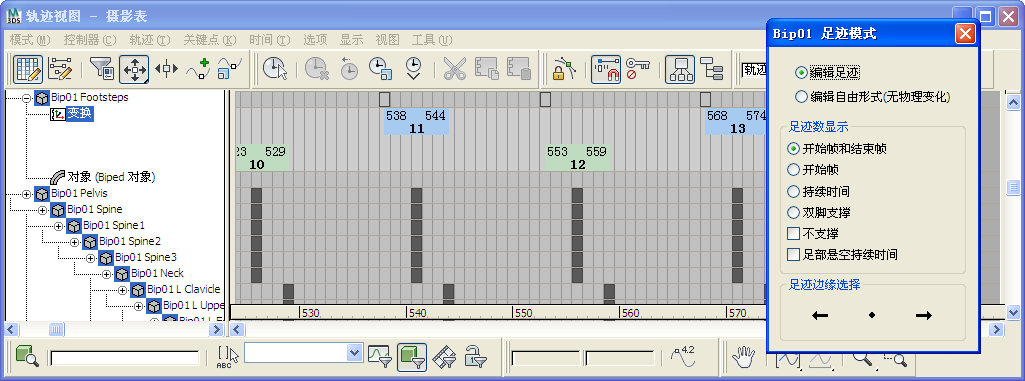 轨迹视图 - 摄影表
模式(M) 控制器(C) 轨迹(T) 关键点(K) 时间(I) 选项 显示 视图 工具(U)
轨迹
Bip01 Footsteps
变换
对象 (Biped 对象)
Bip01 Pelvis
Bip01 Spine
Bip01 Spine1
Bip01 Spine2
Bip01 Spine3
Bip01 Neck
Bip01 L Clavicle
Bip01 L Uppe
23 529
10
538 544
11
553 559
12
568 574
13
530 540 550 560 570
ABC
4.2
Bip01 足迹模式
编辑足迹
编辑自由形式(无物理变化)
足迹数显示
开始帧和结束帧
开始帧
持续时间
双脚支撑
不支撑
足部悬空持续时间
足迹边缘选择